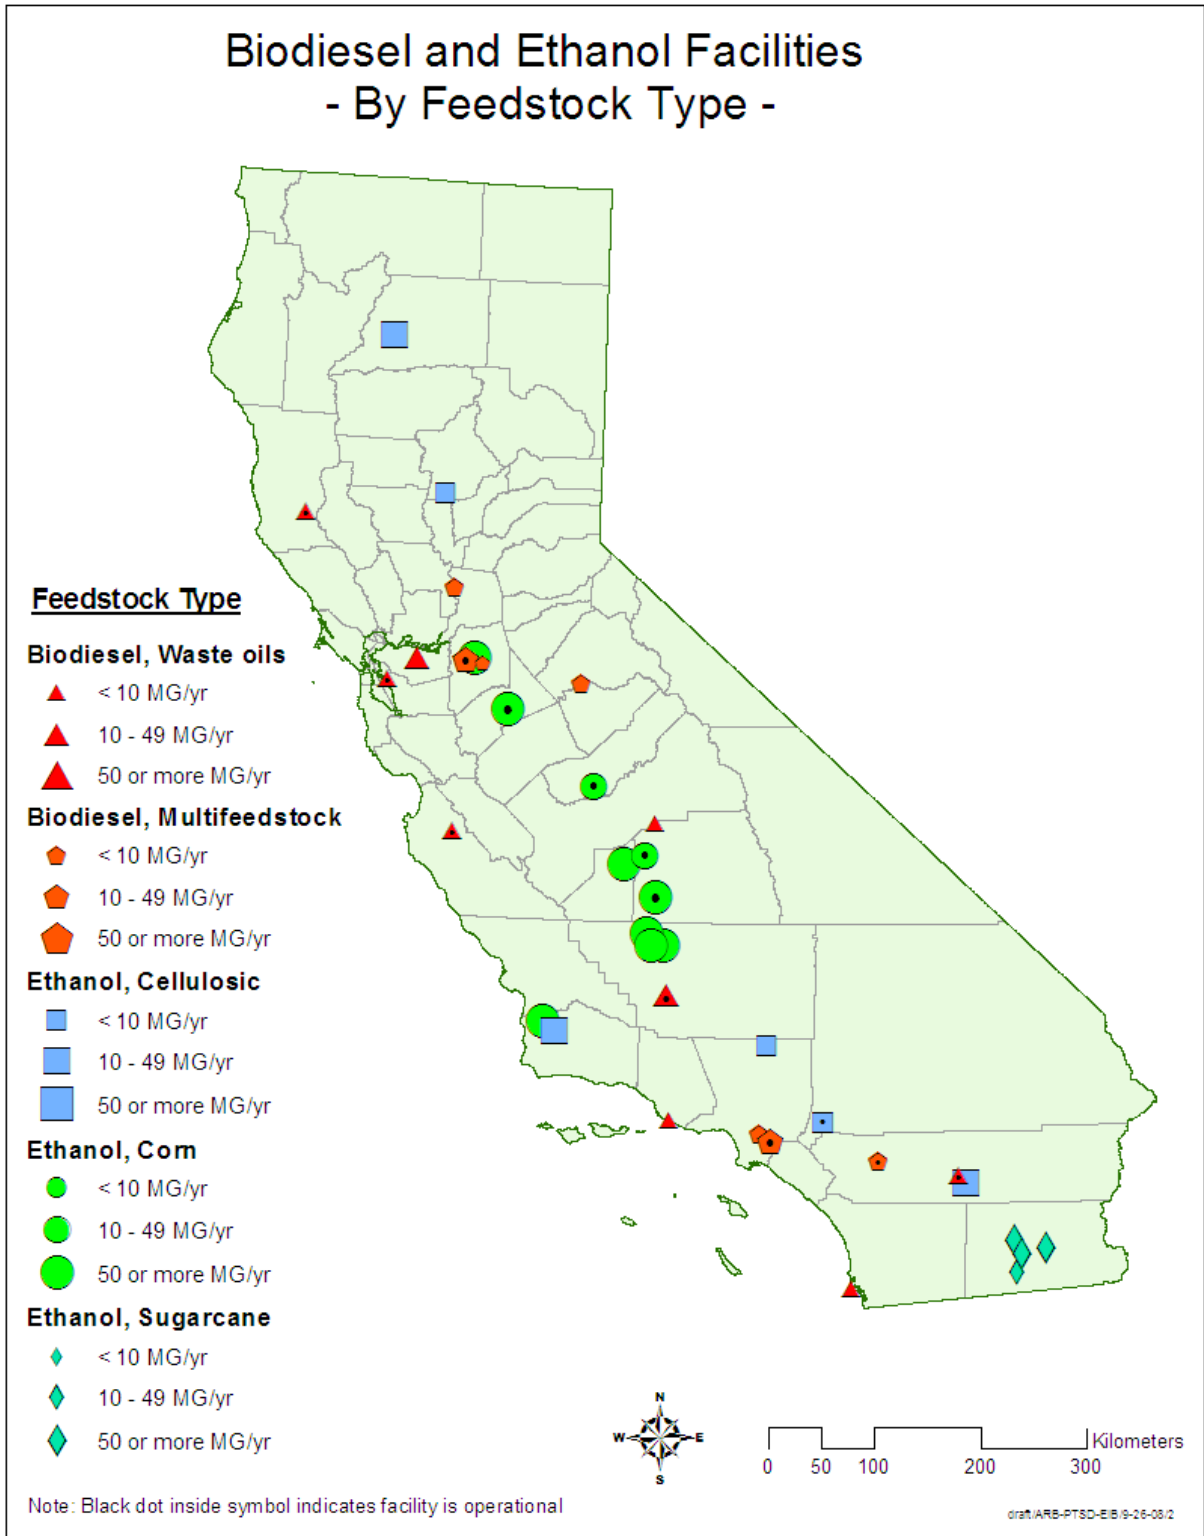 Biodiesel and Ethanol Facilities
- By Feedstock Type -
Feedstock Type
Biodiesel, Waste oils
< 10 MG/yr
10 - 49 MG/yr
50 or more MG/yr
Biodiesel, Multifeedstock
< 10 MG/yr
10 - 49 MG/yr
50 or more MG/yr
Ethanol, Cellulosic
< 10 MG/yr
10 - 49 MG/yr
50 or more MG/yr
Ethanol, Corn
< 10 MG/yr
10 - 49 MG/yr
50 or more MG/yr
Ethanol, Sugarcane
< 10 MG/yr
10 - 49 MG/yr
50 or more MG/yr
N
W E
S
Kilometers
0 50 100 200 300
Note: Black dot inside symbol indicates facility is operational
draft/ARB-PTSD-EIB/9-26-08/2